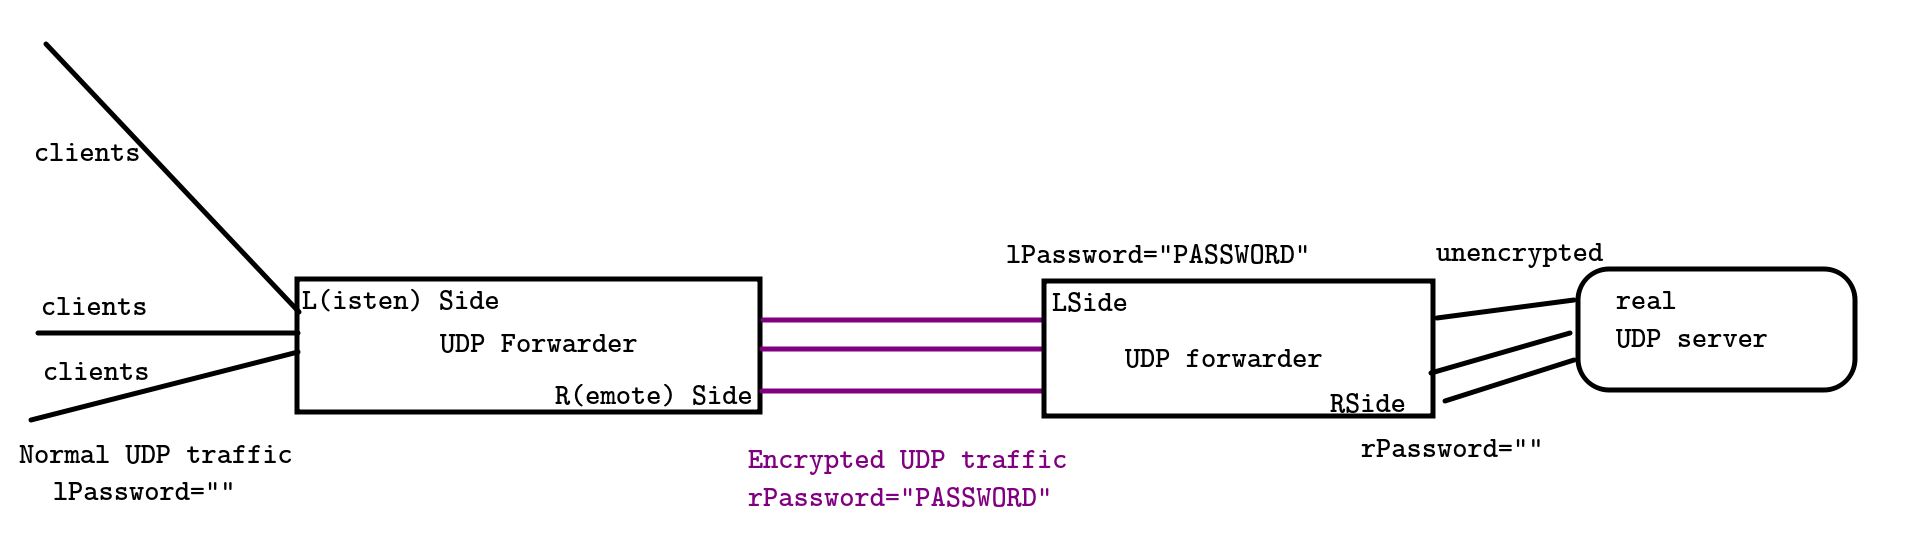 clients
clients
clients
Normal UDP traffic
lPassword=""
L(isten) Side
UDP Forwarder
R(emote) Side
Encrypted UDP traffic
rPassword="PASSWORD"
lPassword="PASSWORD"
LSide
UDP forwarder
RSide
rPassword=""
unencrypted
real
UDP server